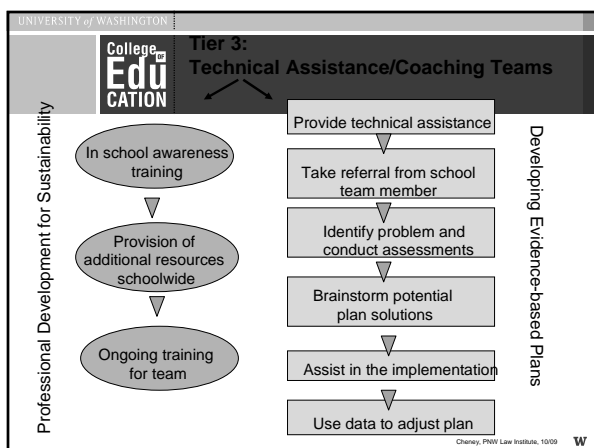 UNIVERSITY of WASHINGTON
College OF
Edu
CATION
Tier 3:
Technical Assistance/Coaching Teams
Professional Development for Sustainability
In school awareness
training
Provision of
additional resources
schoolwide
Ongoing training
for team
Provide technical assistance
Take referral from school
team member
Identify problem and
conduct assessments
Brainstorm potential
plan solutions
Assist in the implementation
Use data to adjust plan
Developing Evidence-based Plans
Cheney, PNW Law Institute, 10/09
W